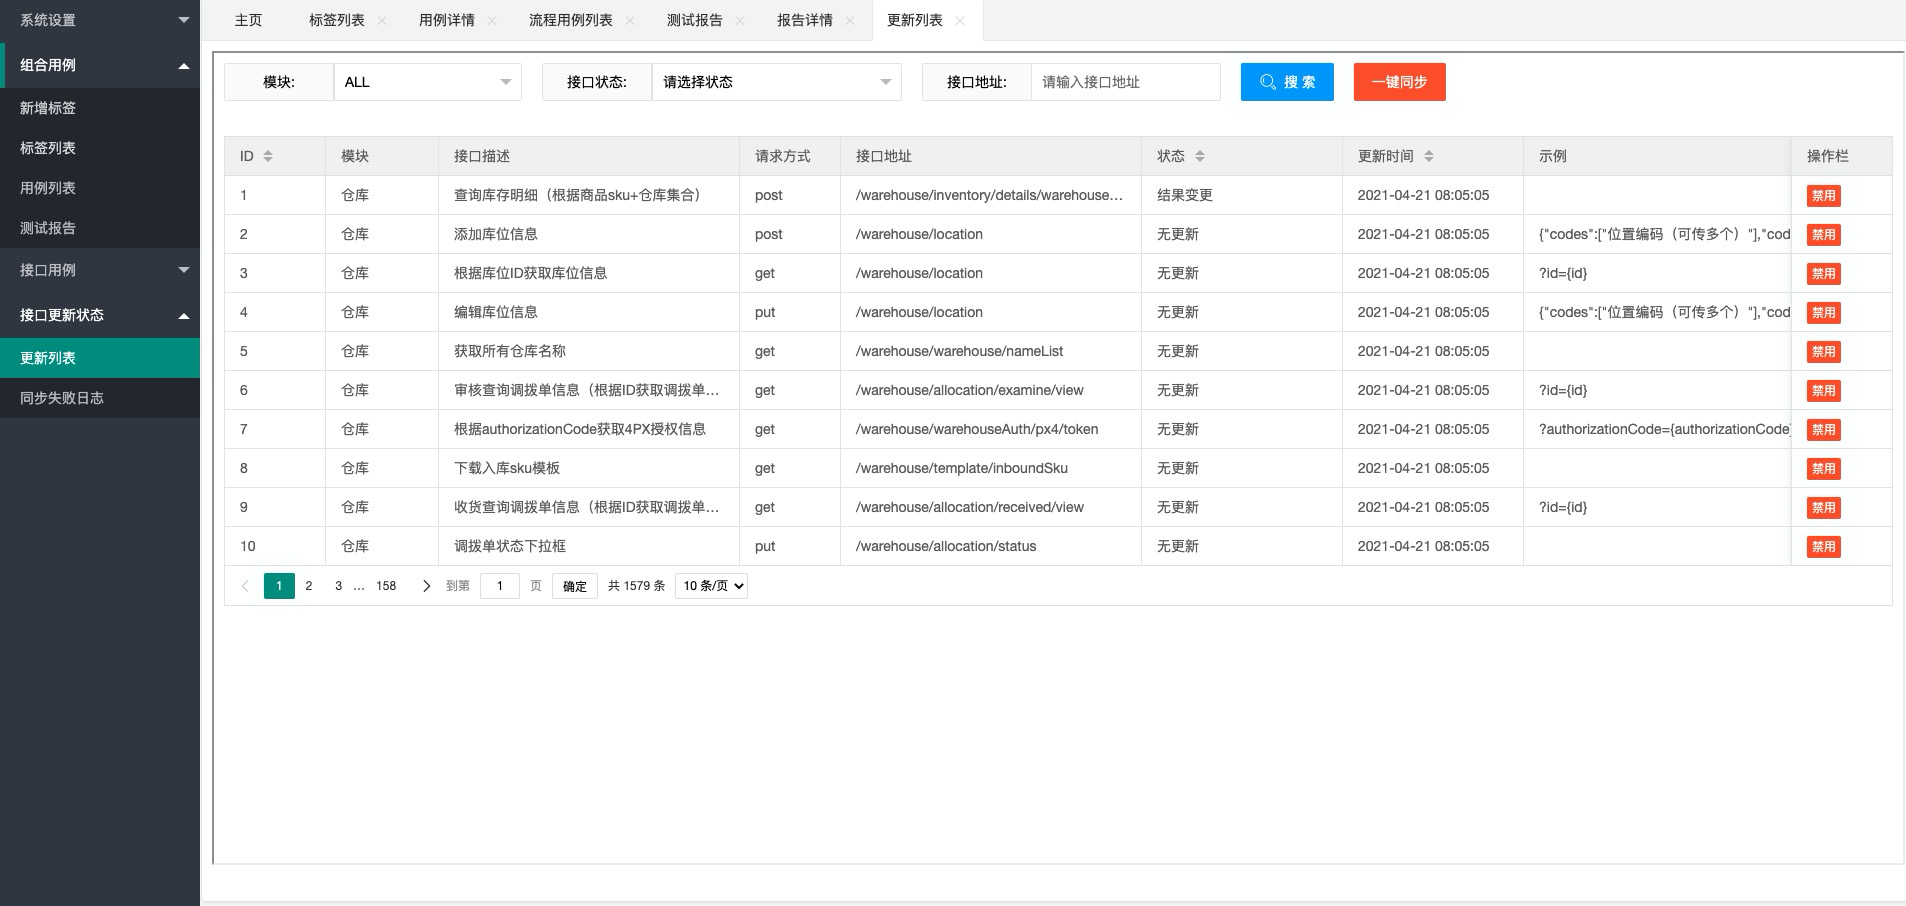 系统设置
组合用例
新增标签
标签列表
用例列表
测试报告
接口用例
接口更新状态
更新列表
同步失败日志
主页 标签列表 用例详情 流程用例列表 测试报告 报告详情 更新列表
模块: ALL 接口状态: 请选择状态 接口地址: 请输入接口地址 搜 索 一键同步
ID 模块 接口描述 请求方式 接口地址 状态 更新时间 示例 操作栏
1 仓库 查询库存明细（根据商品sku+仓库集合） post /warehouse/inventory/details/warehouse... 结果变更 2021-04-21 08:05:05 禁用
2 仓库 添加库位信息 post /warehouse/location 无更新 2021-04-21 08:05:05 {"codes":["位置编码（可传多个）"],"cod 禁用
3 仓库 根据库位ID获取库位信息 get /warehouse/location 无更新 2021-04-21 08:05:05 ?id={id} 禁用
4 仓库 编辑库位信息 put /warehouse/location 无更新 2021-04-21 08:05:05 {"codes":["位置编码（可传多个）"],"cod 禁用
5 仓库 获取所有仓库名称 get /warehouse/warehouse/nameList 无更新 2021-04-21 08:05:05 禁用
6 仓库 审核查询调拨单信息（根据ID获取调拨单... get /warehouse/allocation/examine/view 无更新 2021-04-21 08:05:05 ?id={id} 禁用
7 仓库 根据authorizationCode获取4PX授权信息 get /warehouse/warehouseAuth/px4/token 无更新 2021-04-21 08:05:05 ?authorizationCode={authorizationCode} 禁用
8 仓库 下载入库sku模板 get /warehouse/template/inboundSku 无更新 2021-04-21 08:05:05 禁用
9 仓库 收货查询调拨单信息（根据ID获取调拨单... get /warehouse/allocation/received/view 无更新 2021-04-21 08:05:05 ?id={id} 禁用
10 仓库 调拨单状态下拉框 put /warehouse/allocation/status 无更新 2021-04-21 08:05:05 禁用
1 2 3 ... 158 到第 1 页 确定 共 1579 条 10 条/页